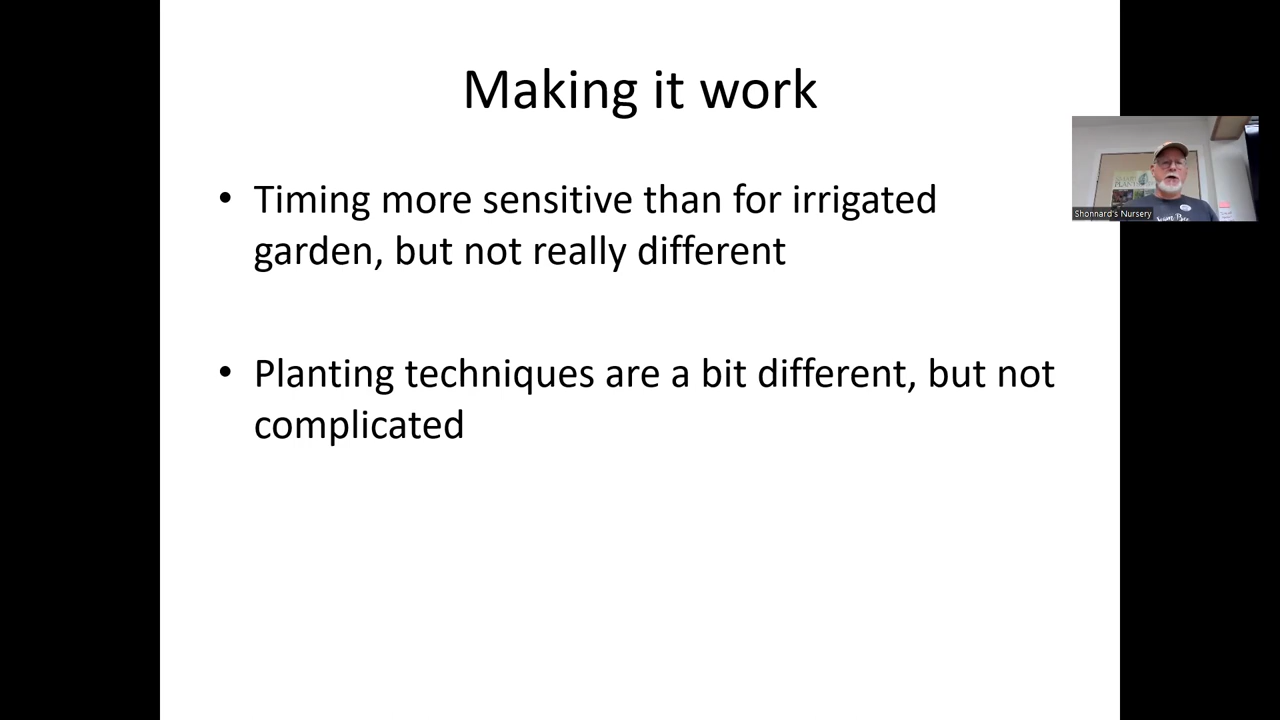 Making it work
• Timing more sensitive than for irrigated
garden, but not really different
• Planting techniques are a bit different, but not
complicated
Shonnard's Nursery